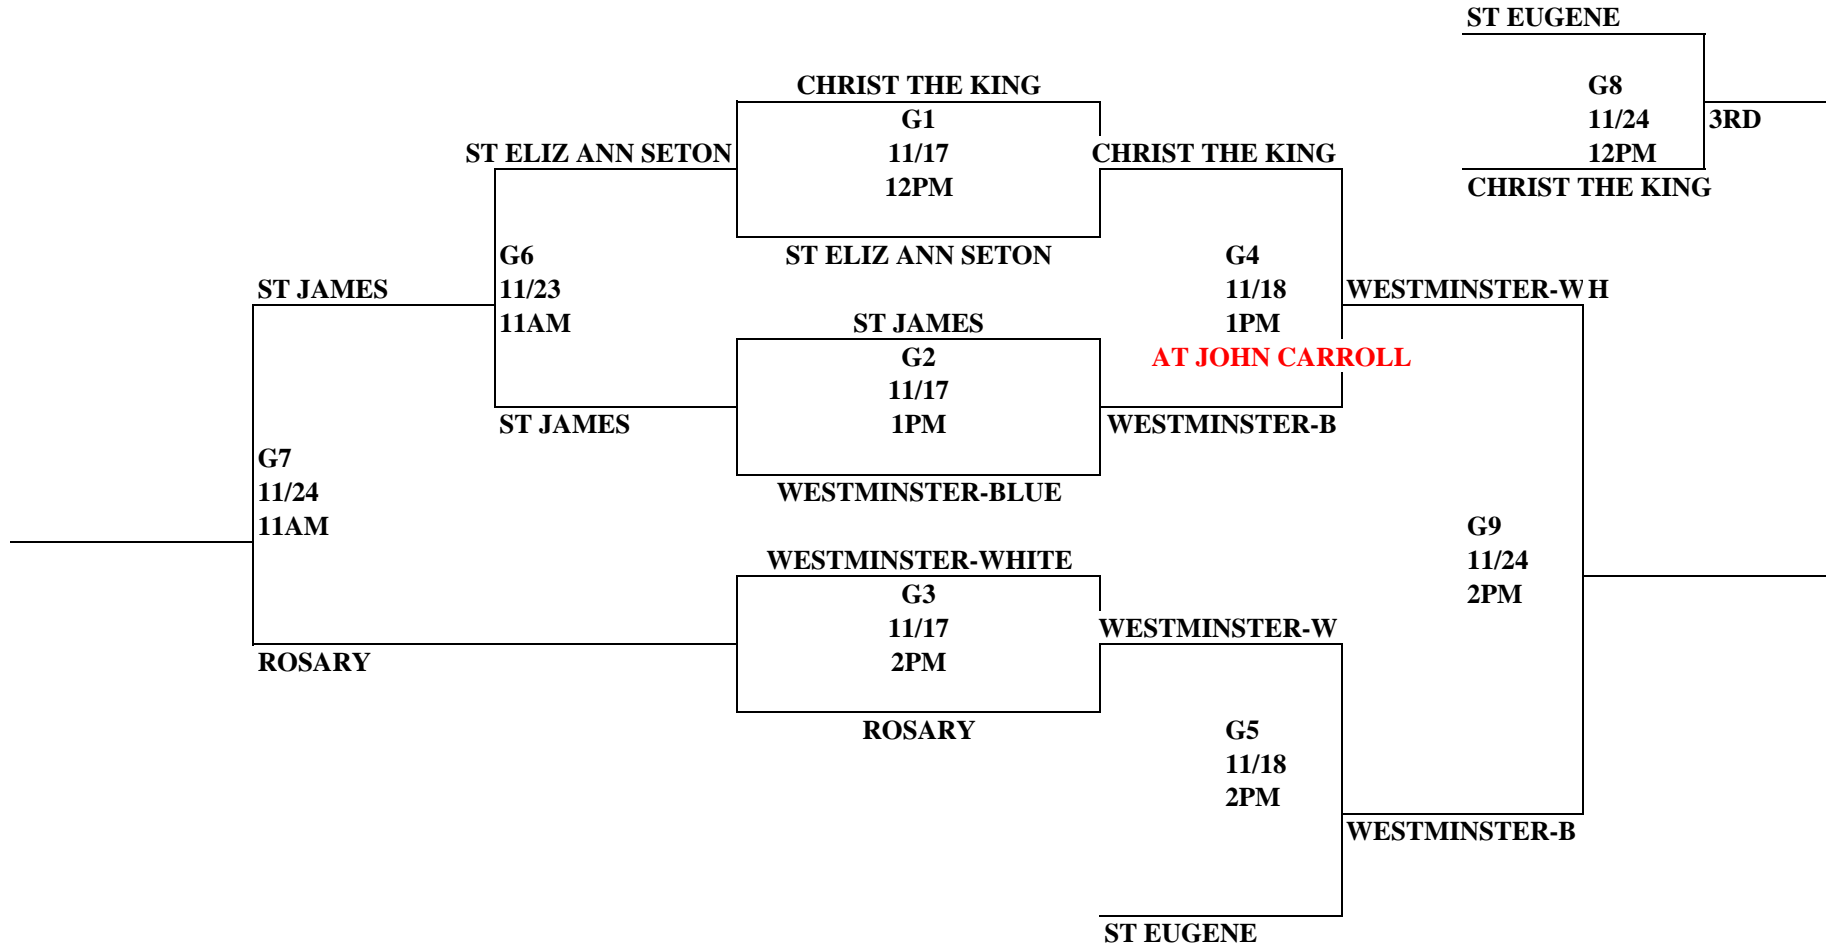 ST EUGENE
CHRIST THE KING
G8
11/24
12PM
3RD
CHRIST THE KING
G1
11/17
12PM
ST ELIZ ANN SETON
ST ELIZ ANN SETON
CHRIST THE KING
G6
11/23
11AM
G4
11/18
1PM
AT JOHN CARROLL
ST JAMES
WESTMINSTER-WH
ST JAMES
G2
11/17
1PM
WESTMINSTER-BLUE
ST JAMES
WESTMINSTER-B
G7
11/24
11AM
G9
11/24
2PM
WESTMINSTER-WHITE
G3
11/17
2PM
ROSARY
WESTMINSTER-W
ROSARY
G5
11/18
2PM
WESTMINSTER-B
ST EUGENE